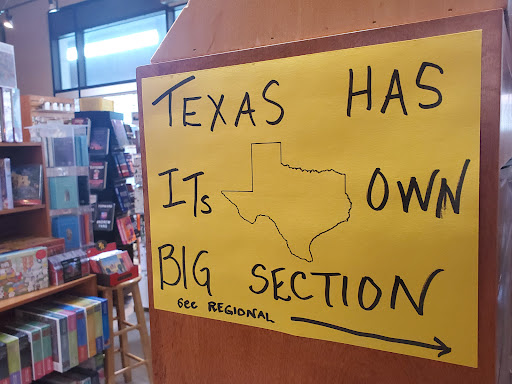 TEXAS HAS
ITS OWN
BIG SECTION
See REGIONAL